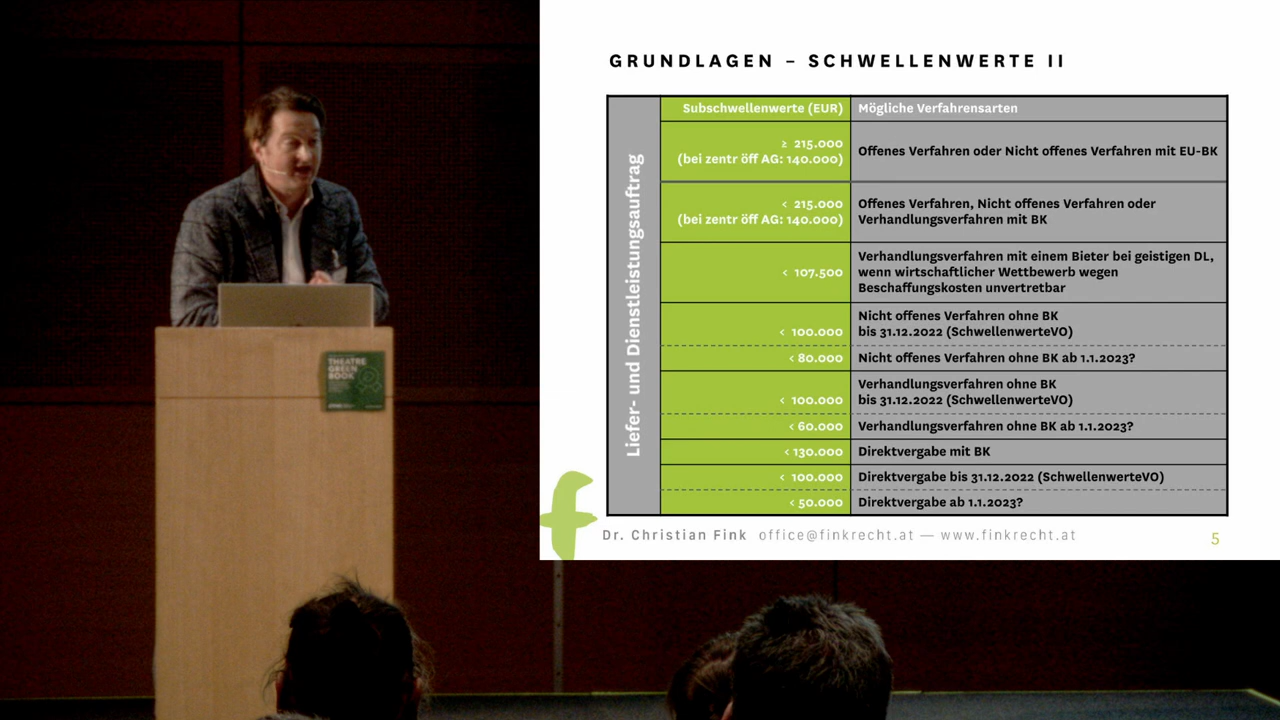 GRUNDLAGEN – SCHWELLENWERTE II
Liefer- und Dienstleistungsauftrag
Subschwellenwerte (EUR)
Mögliche Verfahrensarten
≥ 215.000
(bei zentr öff AG: 140.000)
Offenes Verfahren oder Nicht offenes Verfahren mit EU-BK
< 215.000
(bei zentr öff AG: 140.000)
Offenes Verfahren, Nicht offenes Verfahren oder
Verhandlungsverfahren mit BK
< 107.500
Verhandlungsverfahren mit einem Bieter bei geistigen DL,
wenn wirtschaftlicher Wettbewerb wegen
Beschaffungskosten unvertretbar
< 100.000
Nicht offenes Verfahren ohne BK
bis 31.12.2022 (SchwellenwerteVO)
< 80.000
Nicht offenes Verfahren ohne BK ab 1.1.2023?
< 100.000
Verhandlungsverfahren ohne BK
bis 31.12.2022 (SchwellenwerteVO)
< 60.000
Verhandlungsverfahren ohne BK ab 1.1.2023?
< 130.000
Direktvergabe mit BK
< 100.000
Direktvergabe bis 31.12.2022 (SchwellenwerteVO)
< 50.000
Direktvergabe ab 1.1.2023?
f
Dr. Christian Fink office@finkrecht.at — www.finkrecht.at
5
THEATRE
GREEN
BOOK